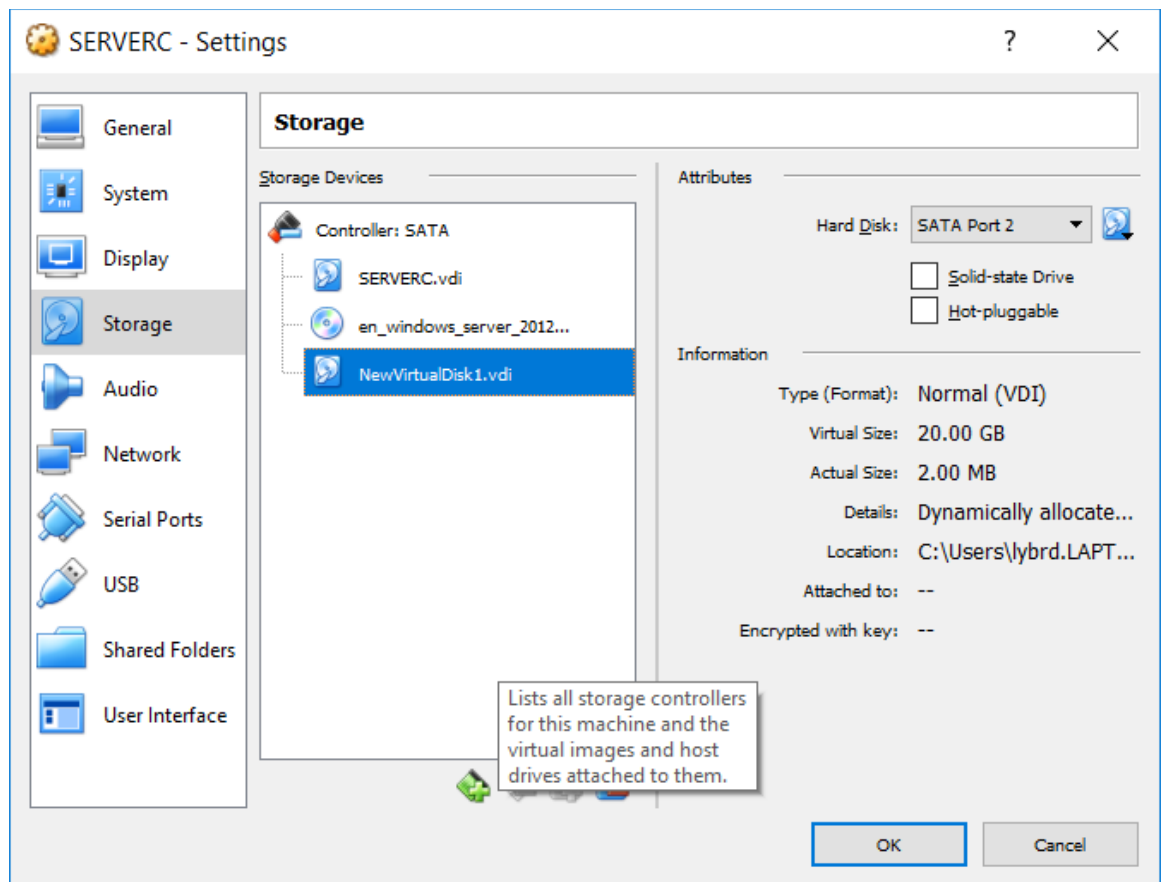 SERVERC - Settings
?
General
System
Display
Storage
Audio
Network
Serial Ports
USB
Shared Folders
User Interface
Storage
Storage Devices
Controller: SATA
SERVERC.vdi
en_windows_server_2012...
NewVirtualDisk1.vdi
Lists all storage controllers
for this machine and the
virtual images and host
drives attached to them.
Attributes
Hard Disk: SATA Port 2
Solid-state Drive
Hot-pluggable
Information
Type (Format): Normal (VDI)
Virtual Size: 20.00 GB
Actual Size: 2.00 MB
Details: Dynamically allocate...
Location: C:\Users\lybrd.LAPT...
Attached to: --
Encrypted with key: --
OK
Cancel